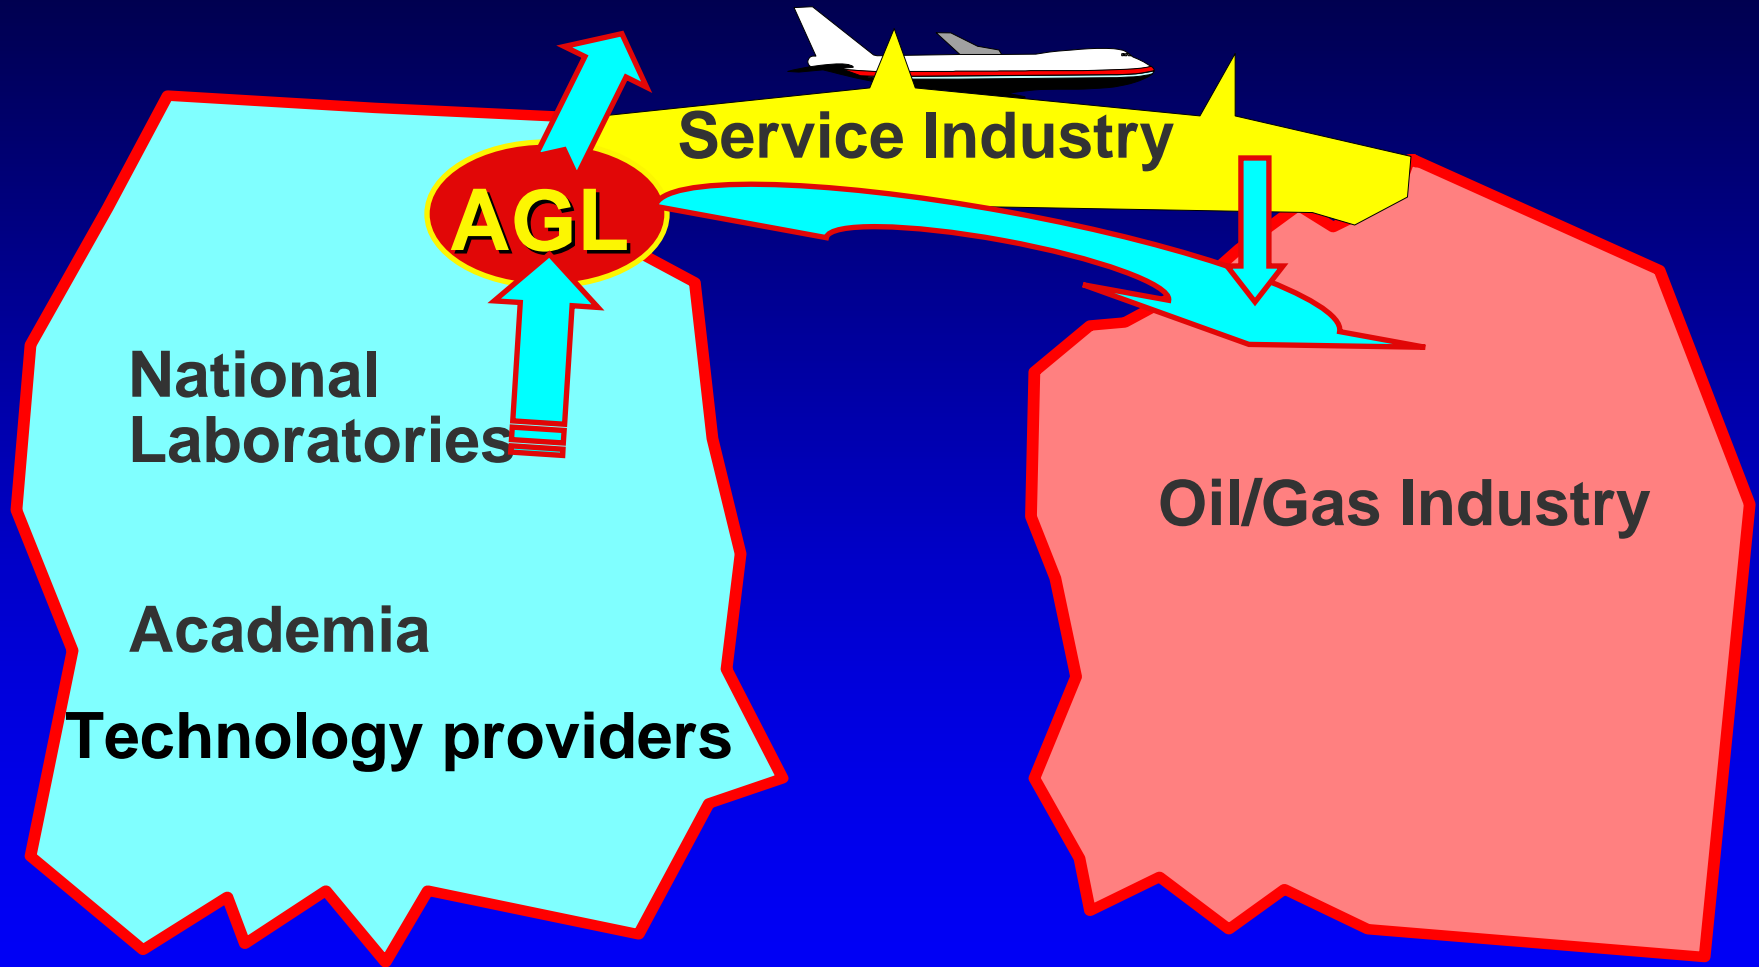 Service Industry
AGL
National
Laboratories
Oil/Gas Industry
Academia
Technology providers